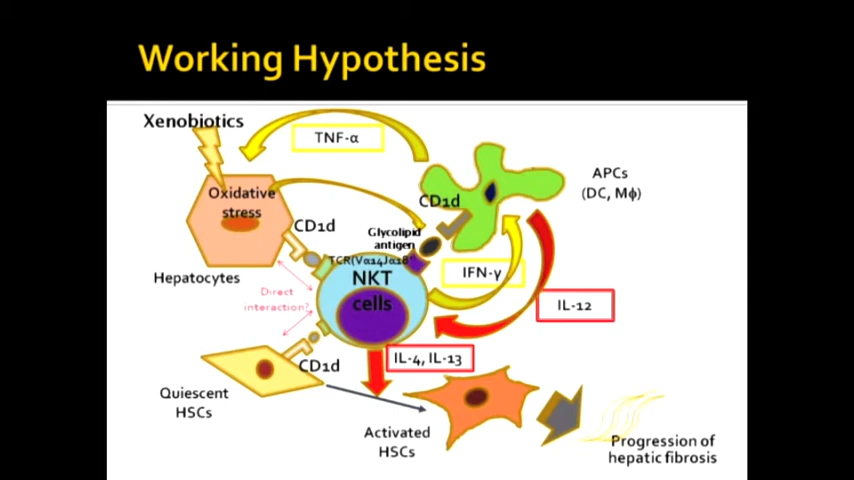 Working Hypothesis
Xenobiotics
TNF-α
APCs
(DC, Mϕ)
Oxidative
stress
CD1d
CD1d
Glycolipid
antigen
TCR(Vα14Jα18
NKT
cells
IFN-γ
Hepatocytes
Direct
interaction?
IL-12
IL-4, IL-13
CD1d
Quiescent
HSCs
Activated
HSCs
Progression of
hepatic fibrosis